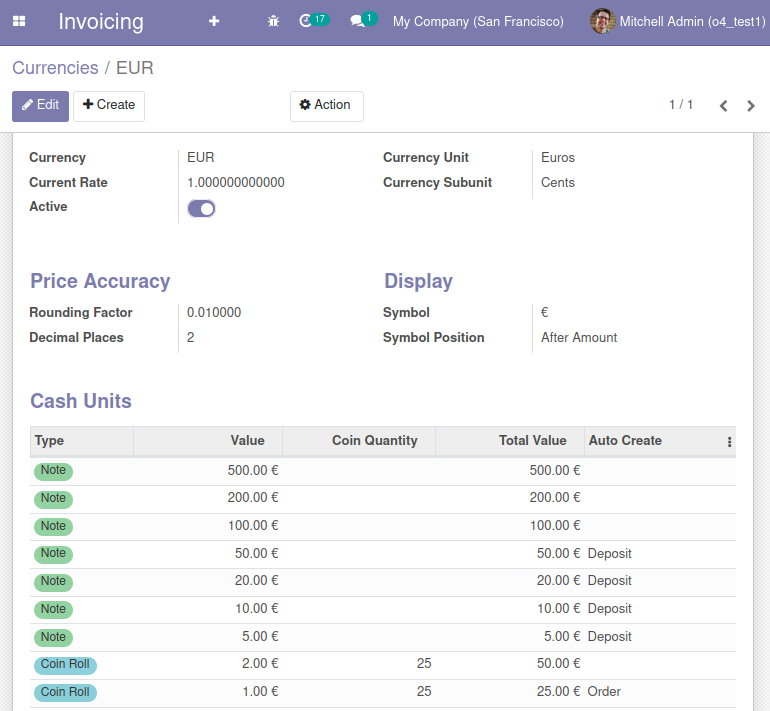 Invoicing 17 1 My Company (San Francisco) Mitchell Admin (o4_test1)
Currencies / EUR
Edit Create Action 1 / 1
Currency EUR Currency Unit Euros
Current Rate 1.000000000000 Currency Subunit Cents
Active
Price Accuracy Display
Rounding Factor 0.010000 Symbol €
Decimal Places 2 Symbol Position After Amount
Cash Units
Type Value Coin Quantity Total Value Auto Create
Note 500.00 € 500.00 €
Note 200.00 € 200.00 €
Note 100.00 € 100.00 €
Note 50.00 € 50.00 € Deposit
Note 20.00 € 20.00 € Deposit
Note 10.00 € 10.00 € Deposit
Note 5.00 € 5.00 € Deposit
Coin Roll 2.00 € 25 50.00 €
Coin Roll 1.00 € 25 25.00 € Order